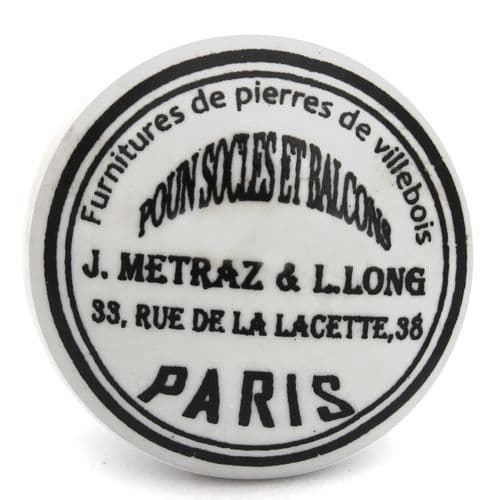 Furnitures de pierres de villebois
POUN SOCLES ET BALCONS
J. METRAZ & L.LONG
33, RUE DE LA LACETTE,38
PARIS